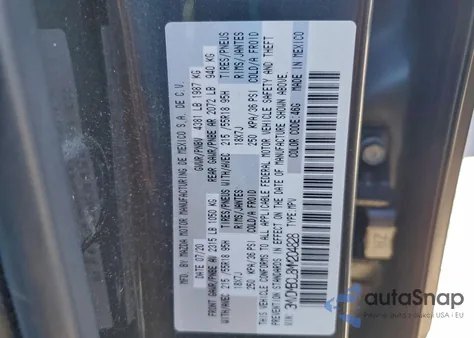 MFD. BY MAZDA MOTOR MANUFACTURING DE MEXICO S.A. DE C.V.
07/20 GVWR/PNBV 4381 LB 1987 KG
GAWR/PNBE AV 2315 LB 1050 KG REAR GAWR/PNBE AR 2072 LB 940 KG
WITH/AVEC 215/55R18 95H TIRES/PNEUS WITH/AVEC 215/55R18 95H TIRES/PNEUS
18X7J RIMS/JANTES 18X7J RIMS/JANTES
250 KPA/36 PSI COLD/A FROID 250 KPA/36 PSI COLD/A FROID
THIS VEHICLE CONFORMS TO ALL APPLICABLE FEDERAL MOTOR VEHICLE SAFETY AND THEFT
PREVENTION STANDARDS IN EFFECT ON THE DATE OF MANUFACTURE SHOWN ABOVE.
TYPE:MPV COLOR CODE:46G MADE IN MEXICO
autoSnap